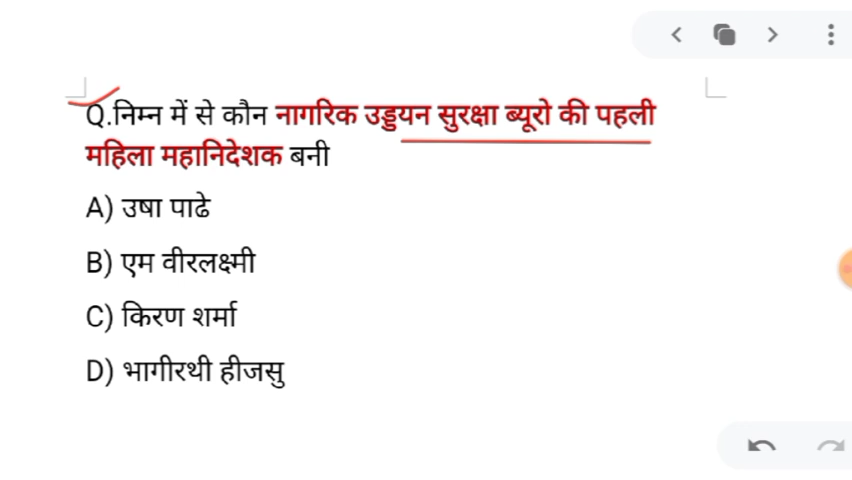 Q.निम्न में से कौन नागरिक उड्डयन सुरक्षा ब्यूरो की पहली
महिला महानिदेशक बनी
A) उषा पाढे
B) एम वीरलक्ष्मी
C) किरण शर्मा
D) भागीरथी हीजसु